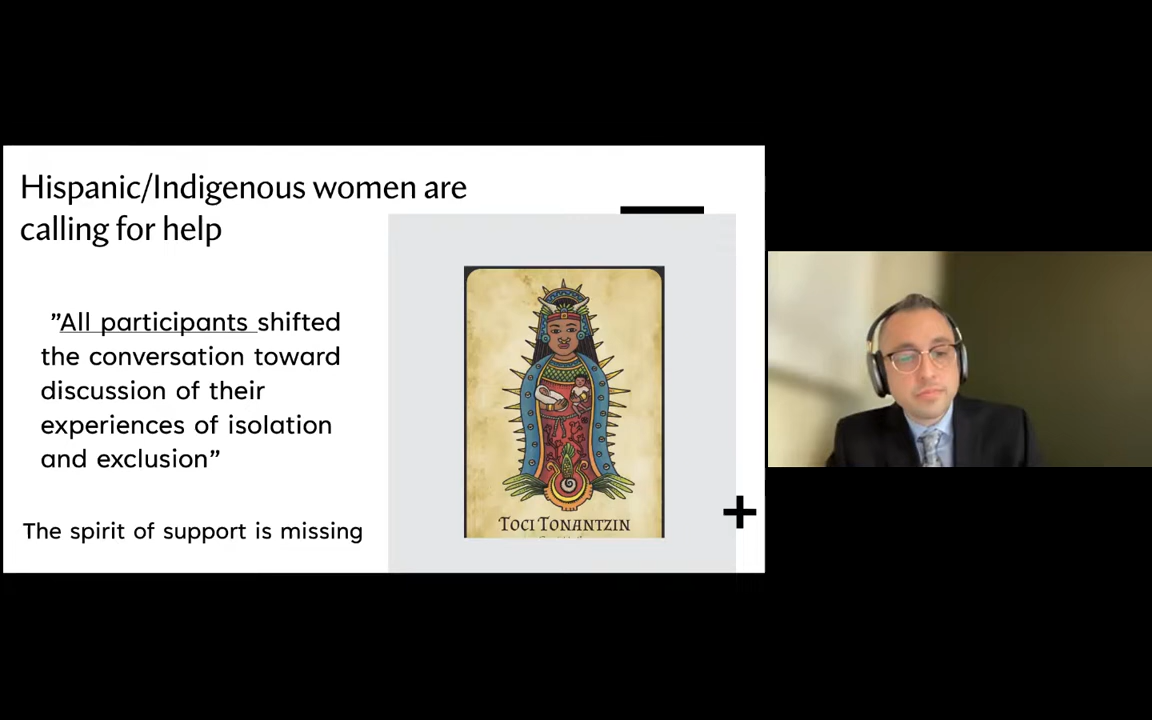 Hispanic/Indigenous women are
calling for help
”All participants shifted
the conversation toward
discussion of their
experiences of isolation
and exclusion”
The spirit of support is missing
Toci Tonantzin